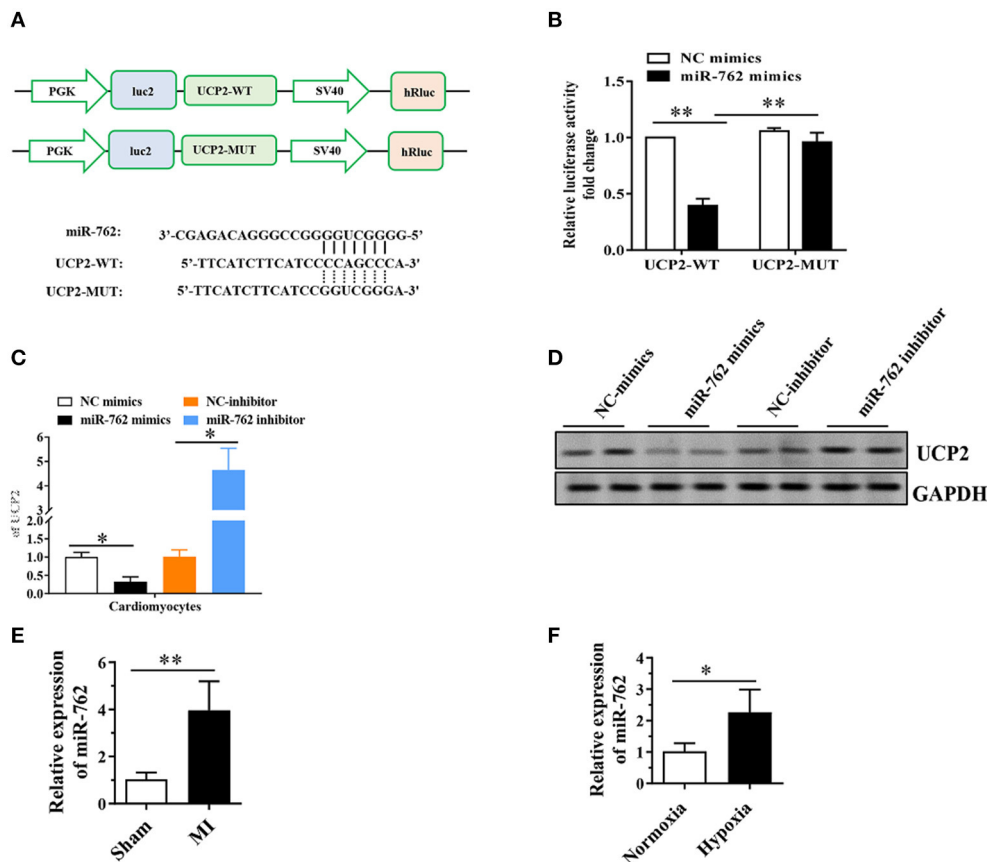 A
PGK luc2 UCP2-WT SV40 hRluc
PGK luc2 UCP2-MUT SV40 hRluc
miR-762: 3'-CGAGACAGGGCCGGGGUCGGGG-5'
UCP2-WT: 5'-TTCATCTTCATCCCCAGCCCA-3'
UCP2-MUT: 5'-TTCATCTTCATCCGGUCGGGA-3'
B
NC mimics
miR-762 mimics
Relative luciferase activity
fold change
1.5
1.0
0.5
0.0
** **
UCP2-WT UCP2-MUT
C
NC mimics NC-inhibitor
miR-762 mimics miR-762 inhibitor
of UCP2
6
5
4
3
2.0
1.5
1.0
0.5
0.0
* *
Cardiomyocytes
D
NC-mimics miR-762 mimics NC-inhibitor miR-762 inhibitor
UCP2
GAPDH
E
Relative expression
of miR-762
6
4
2
0
**
Sham MI
F
Relative expression
of miR-762
4
3
2
1
0
*
Normoxia Hypoxia